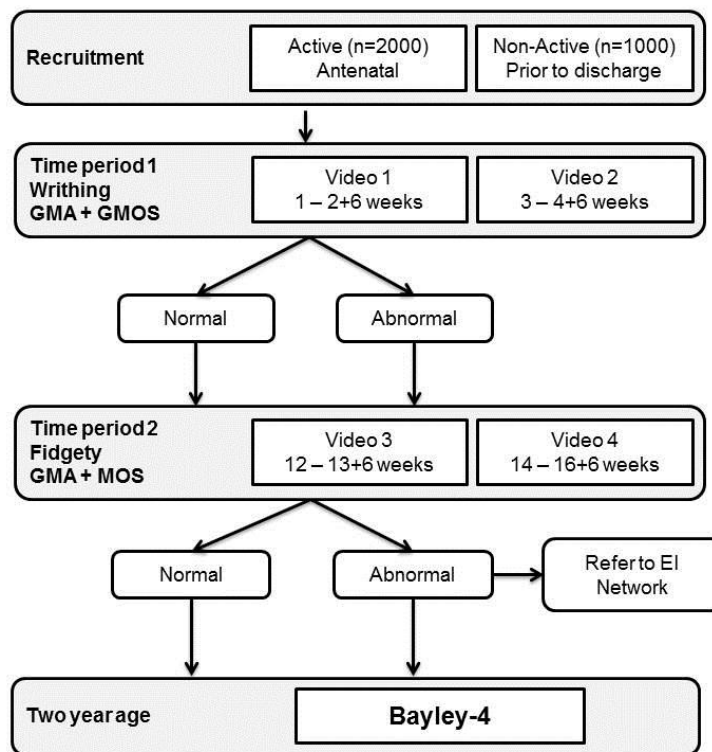 Recruitment
Active (n=2000)
Antenatal
Non-Active (n=1000)
Prior to discharge
Time period 1
Writhing
GMA + GMOS
Video 1
1 – 2+6 weeks
Video 2
3 – 4+6 weeks
Normal
Abnormal
Time period 2
Fidgety
GMA + MOS
Video 3
12 – 13+6 weeks
Video 4
14 – 16+6 weeks
Normal
Abnormal
Refer to EI
Network
Two year age
Bayley-4